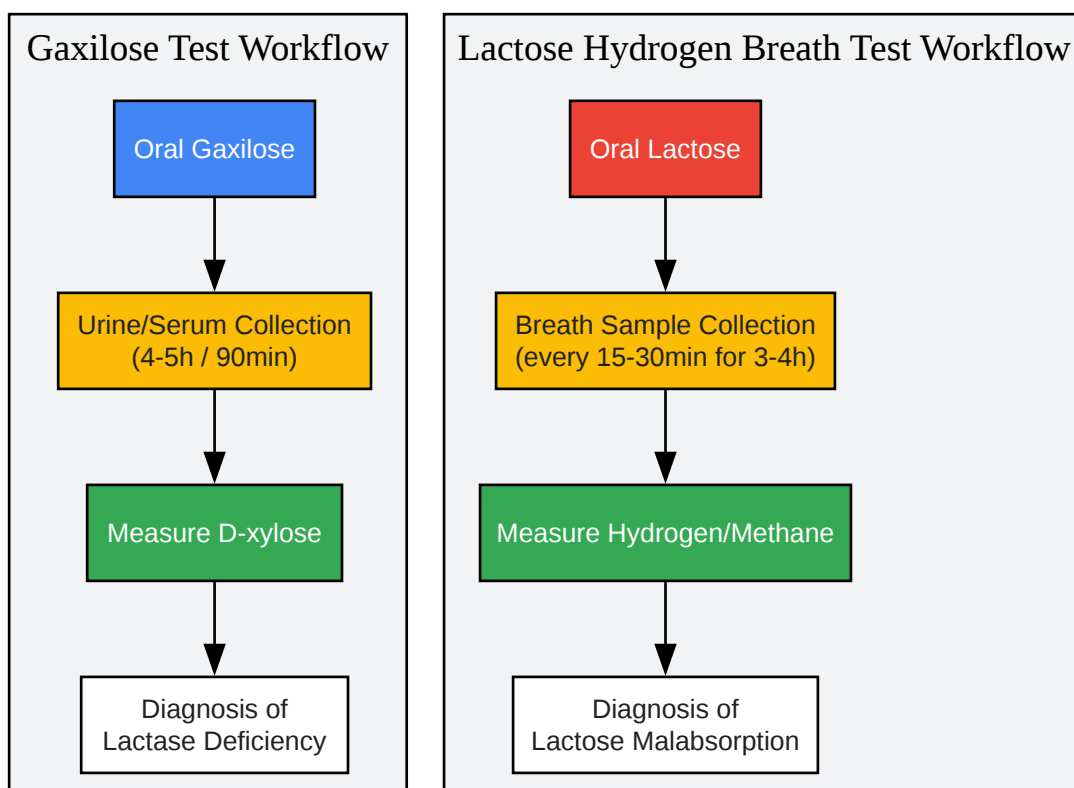 Gaxilose Test Workflow
Oral Gaxilose
Urine/Serum Collection
(4-5h / 90min)
Measure D-xylose
Diagnosis of
Lactase Deficiency
Lactose Hydrogen Breath Test Workflow
Oral Lactose
Breath Sample Collection
(every 15-30min for 3-4h)
Measure Hydrogen/Methane
Diagnosis of
Lactose Malabsorption